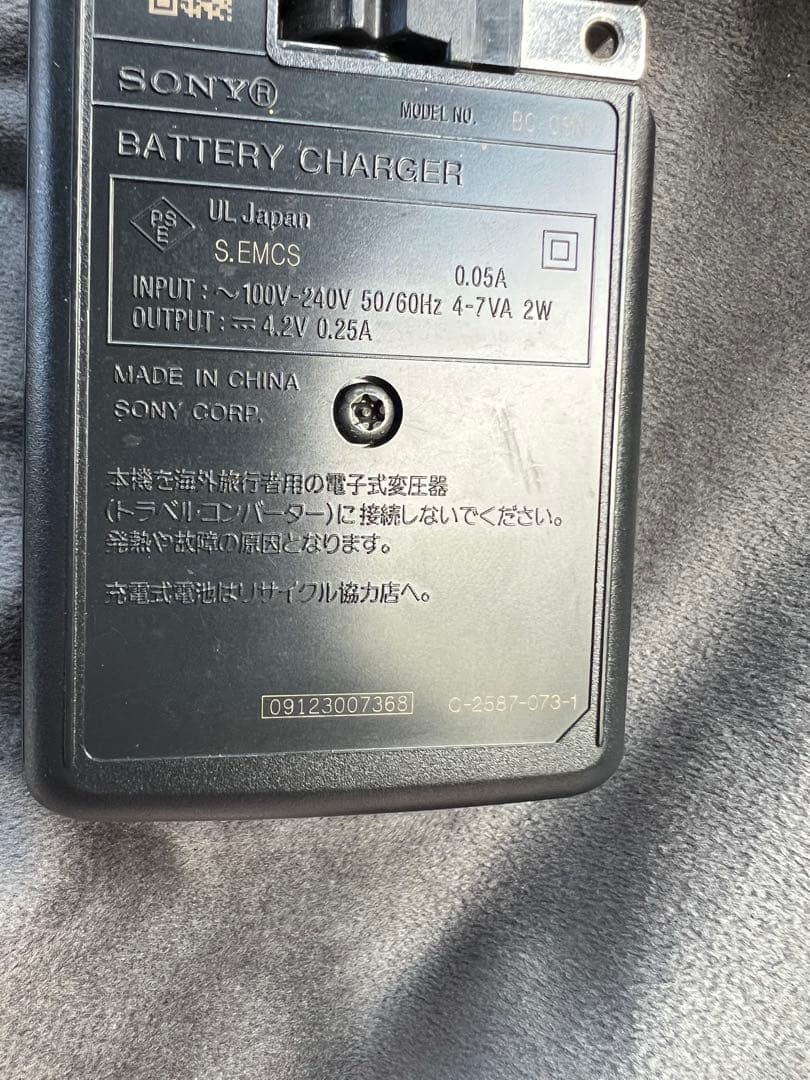 SONY®
MODEL NO. BC
BATTERY CHARGER
PSE
UL Japan
S.EMCS
0.05A
INPUT : ～100V-240V 50/60Hz 4-7VA 2W
OUTPUT : ⎓ 4.2V 0.25A
MADE IN CHINA
SONY CORP.
本機を海外旅行者用の電子式変圧器
(トラベルコンバーター)に接続しないでください。
発熱や故障の原因となります。
充電式電池はリサイクル協力店へ。
09123007368 C-2587-073-1